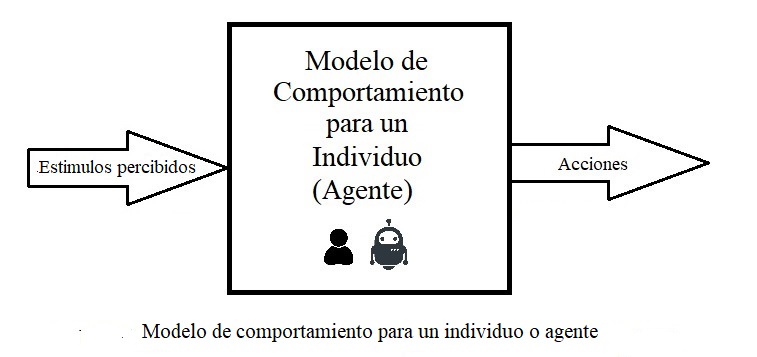 Modelo de
Comportamiento
para un
Individuo
(Agente)
Estimulos percibidos
Acciones
Modelo de comportamiento para un individuo o agente